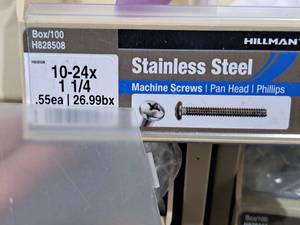 Box/100
H828508
HILLMAN
10-24x
1 1/4
.55ea | 26.99bx
Stainless Steel
Machine Screws | Pan Head | Phillips
Box/100